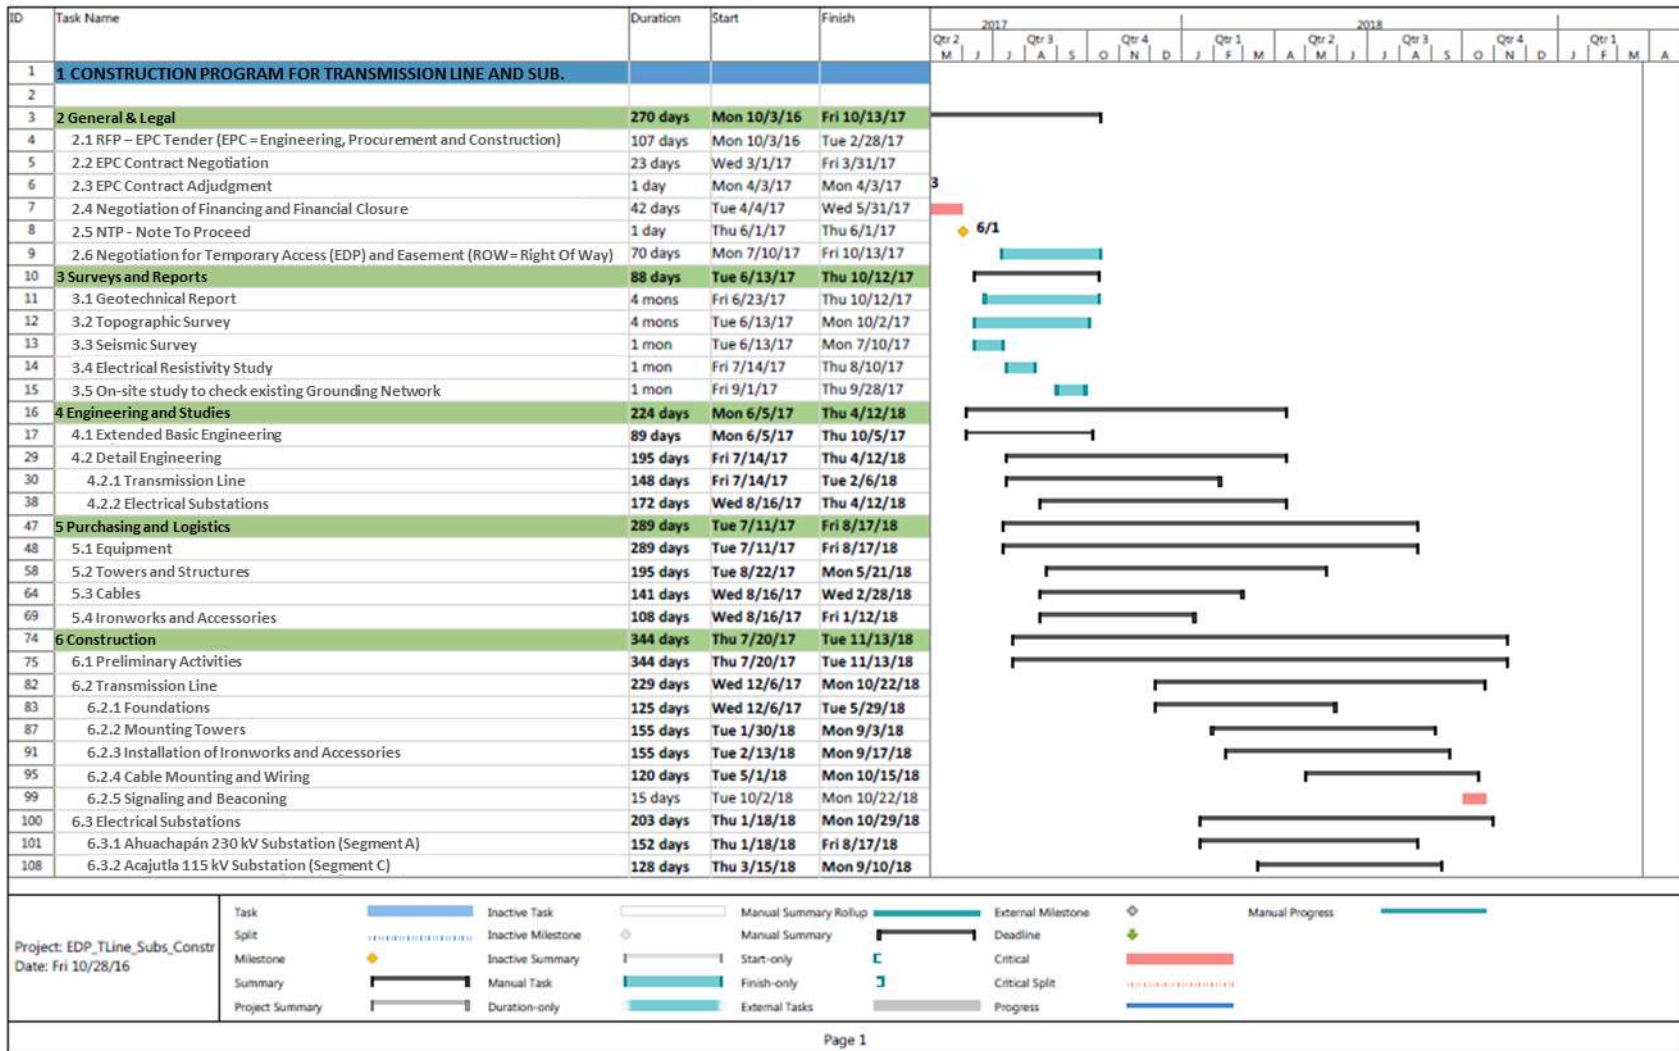 ID Task Name Duration Start Finish
2017 2018
Qtr 2 Qtr 3 Qtr 4 Qtr 1 Qtr 2 Qtr 3 Qtr 4 Qtr 1
M J J A S O N D J F M A M J J A S O N D J F M A
1 1 CONSTRUCTION PROGRAM FOR TRANSMISSION LINE AND SUB.
2
3 2 General & Legal 270 days Mon 10/3/16 Fri 10/13/17
4 2.1 RFP – EPC Tender (EPC = Engineering, Procurement and Construction) 107 days Mon 10/3/16 Tue 2/28/17
5 2.2 EPC Contract Negotiation 23 days Wed 3/1/17 Fri 3/31/17
6 2.3 EPC Contract Adjudgment 1 day Mon 4/3/17 Mon 4/3/17 3
7 2.4 Negotiation of Financing and Financial Closure 42 days Tue 4/4/17 Wed 5/31/17
8 2.5 NTP - Note To Proceed 1 day Thu 6/1/17 Thu 6/1/17 6/1
9 2.6 Negotiation for Temporary Access (EDP) and Easement (ROW = Right Of Way) 70 days Mon 7/10/17 Fri 10/13/17
10 3 Surveys and Reports 88 days Tue 6/13/17 Thu 10/12/17
11 3.1 Geotechnical Report 4 mons Fri 6/23/17 Thu 10/12/17
12 3.2 Topographic Survey 4 mons Tue 6/13/17 Mon 10/2/17
13 3.3 Seismic Survey 1 mon Tue 6/13/17 Mon 7/10/17
14 3.4 Electrical Resistivity Study 1 mon Fri 7/14/17 Thu 8/10/17
15 3.5 On-site study to check existing Grounding Network 1 mon Fri 9/1/17 Thu 9/28/17
16 4 Engineering and Studies 224 days Mon 6/5/17 Thu 4/12/18
17 4.1 Extended Basic Engineering 89 days Mon 6/5/17 Thu 10/5/17
29 4.2 Detail Engineering 195 days Fri 7/14/17 Thu 4/12/18
30 4.2.1 Transmission Line 148 days Fri 7/14/17 Tue 2/6/18
38 4.2.2 Electrical Substations 172 days Wed 8/16/17 Thu 4/12/18
47 5 Purchasing and Logistics 289 days Tue 7/11/17 Fri 8/17/18
48 5.1 Equipment 289 days Tue 7/11/17 Fri 8/17/18
58 5.2 Towers and Structures 195 days Tue 8/22/17 Mon 5/21/18
64 5.3 Cables 141 days Wed 8/16/17 Wed 2/28/18
69 5.4 Ironworks and Accessories 108 days Wed 8/16/17 Fri 1/12/18
74 6 Construction 344 days Thu 7/20/17 Tue 11/13/18
75 6.1 Preliminary Activities 344 days Thu 7/20/17 Tue 11/13/18
82 6.2 Transmission Line 229 days Wed 12/6/17 Mon 10/22/18
83 6.2.1 Foundations 125 days Wed 12/6/17 Tue 5/29/18
87 6.2.2 Mounting Towers 155 days Tue 1/30/18 Mon 9/3/18
91 6.2.3 Installation of Ironworks and Accessories 155 days Tue 2/13/18 Mon 9/17/18
95 6.2.4 Cable Mounting and Wiring 120 days Tue 5/1/18 Mon 10/15/18
99 6.2.5 Signaling and Beaconing 15 days Tue 10/2/18 Mon 10/22/18
100 6.3 Electrical Substations 203 days Thu 1/18/18 Mon 10/29/18
101 6.3.1 Ahuachapán 230 kV Substation (Segment A) 152 days Thu 1/18/18 Fri 8/17/18
108 6.3.2 Acajutla 115 kV Substation (Segment C) 128 days Thu 3/15/18 Mon 9/10/18
Project: EDP_TLine_Subs_Constr
Date: Fri 10/28/16
Task Inactive Task Manual Summary Rollup External Milestone Manual Progress
Split Inactive Milestone Manual Summary Deadline
Milestone Inactive Summary Start-only Critical
Summary Manual Task Finish-only Critical Split
Project Summary Duration-only External Tasks Progress
Page 1